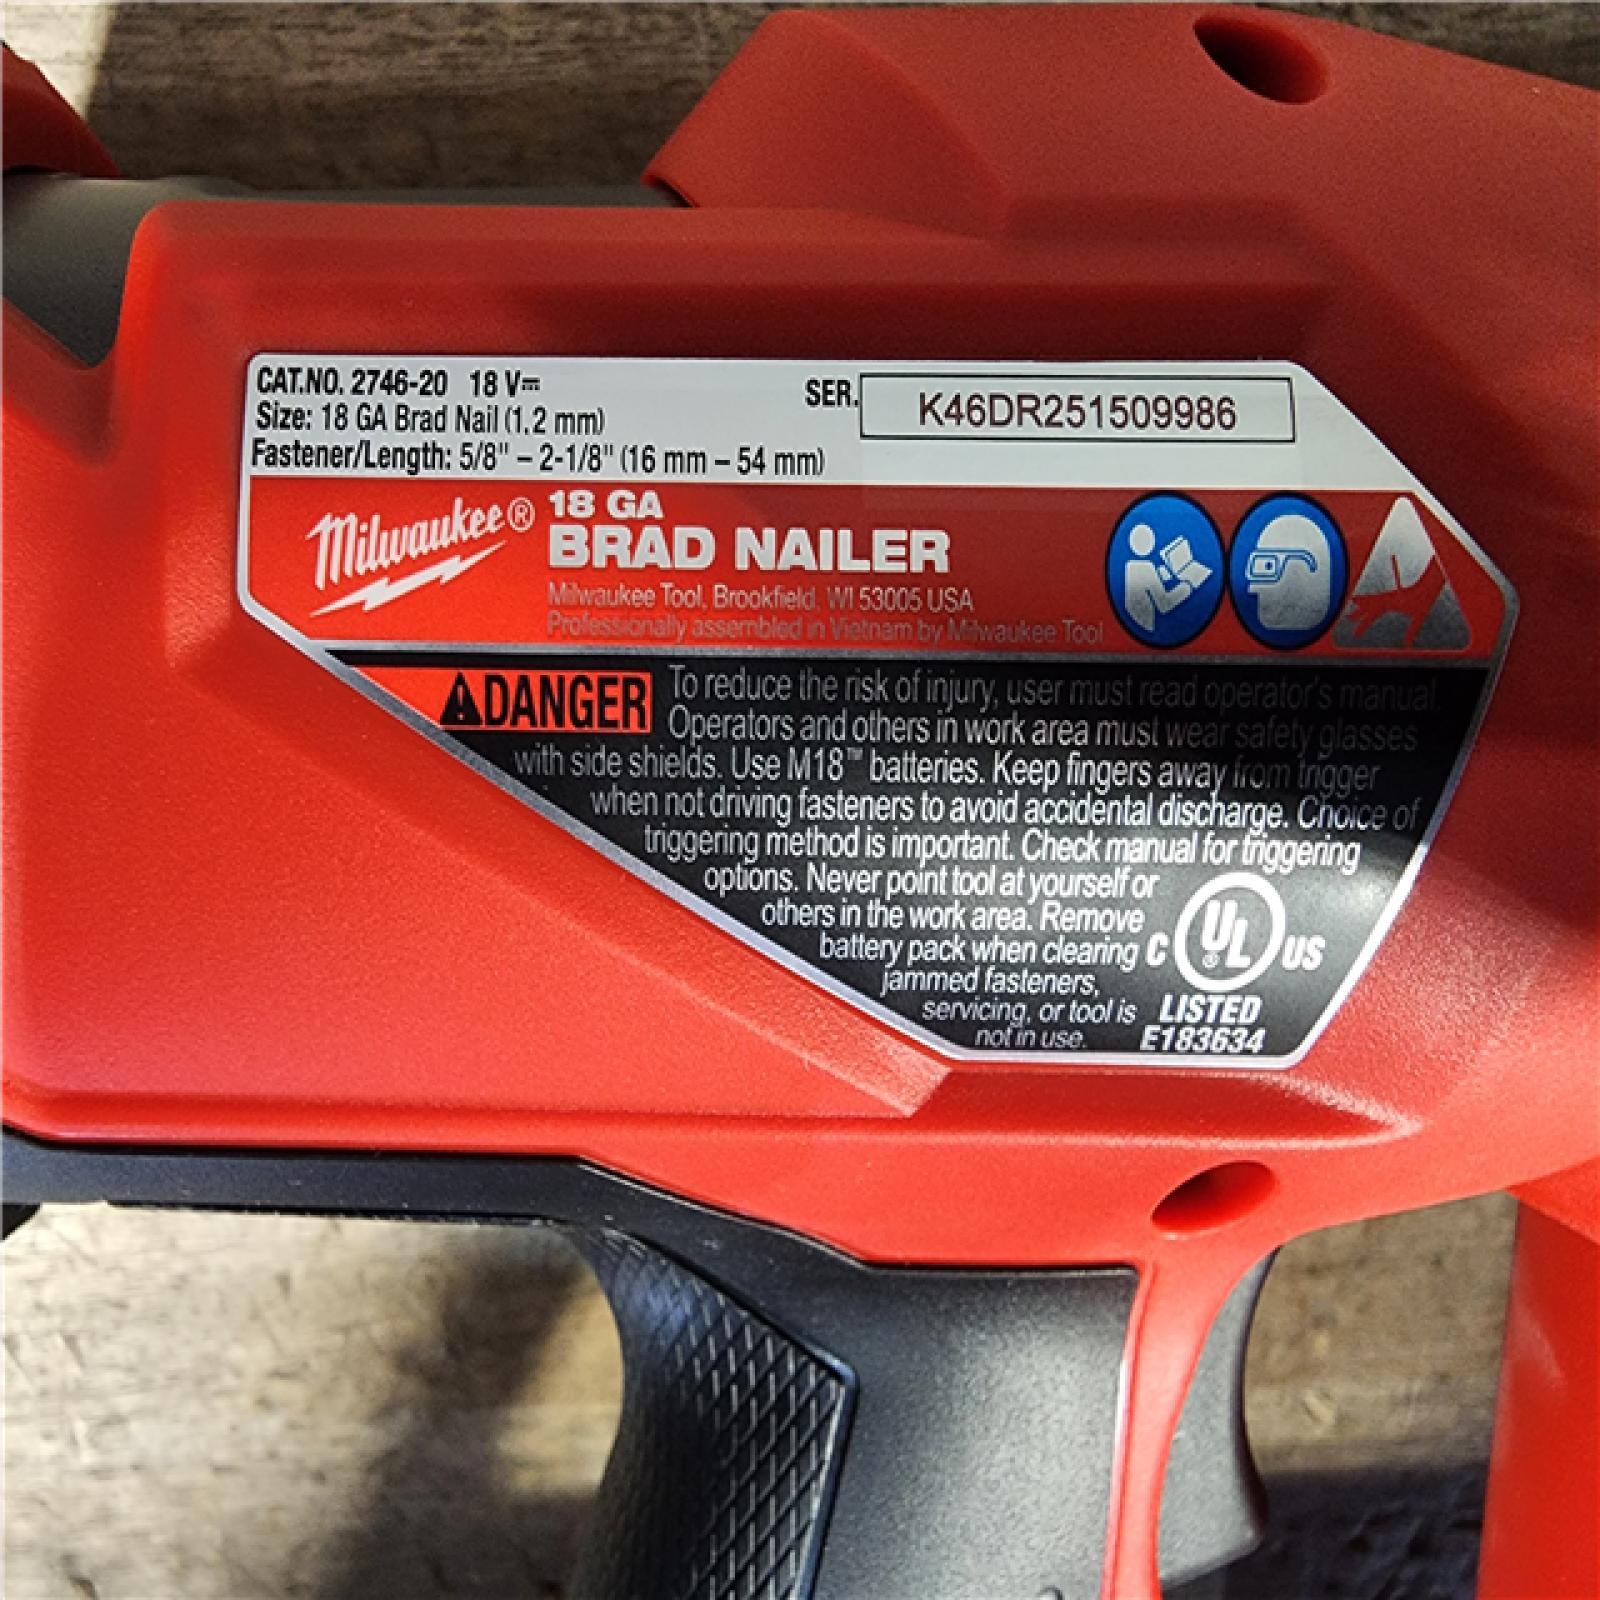 CAT.NO. 2746-20 18 V⎓
SER. K46DR251509986
Size: 18 GA Brad Nail (1.2 mm)
Fastener/Length: 5/8" – 2-1/8" (16 mm – 54 mm)
Milwaukee®
18 GA
BRAD NAILER
Milwaukee Tool, Brookfield, WI 53005 USA
Professionally assembled in Vietnam by Milwaukee Tool
DANGER To reduce the risk of injury, user must read operator's manual.
Operators and others in work area must wear safety glasses
with side shields. Use M18™ batteries. Keep fingers away from trigger
when not driving fasteners to avoid accidental discharge. Choice of
triggering method is important. Check manual for triggering
options. Never point tool at yourself or
others in the work area. Remove
battery pack when clearing
jammed fasteners,
servicing, or tool is
not in use.
C UL® US
LISTED
E183634